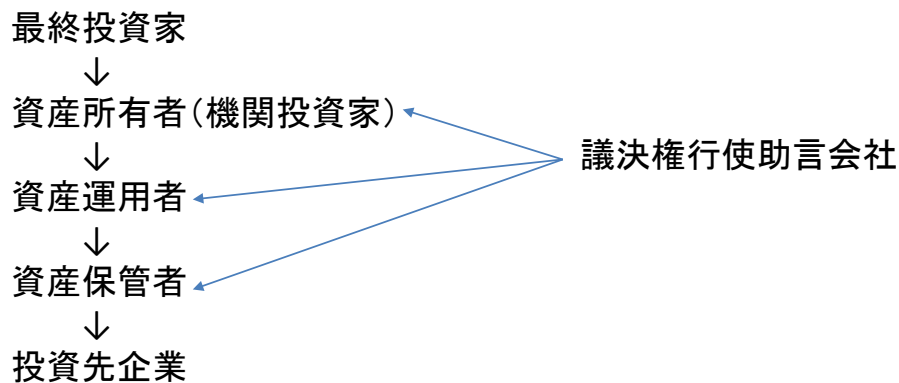 最終投資家
↓
資産所有者(機関投資家)
↓
議決権行使助言会社
資産運用者
↓
資産保管者
↓
投資先企業